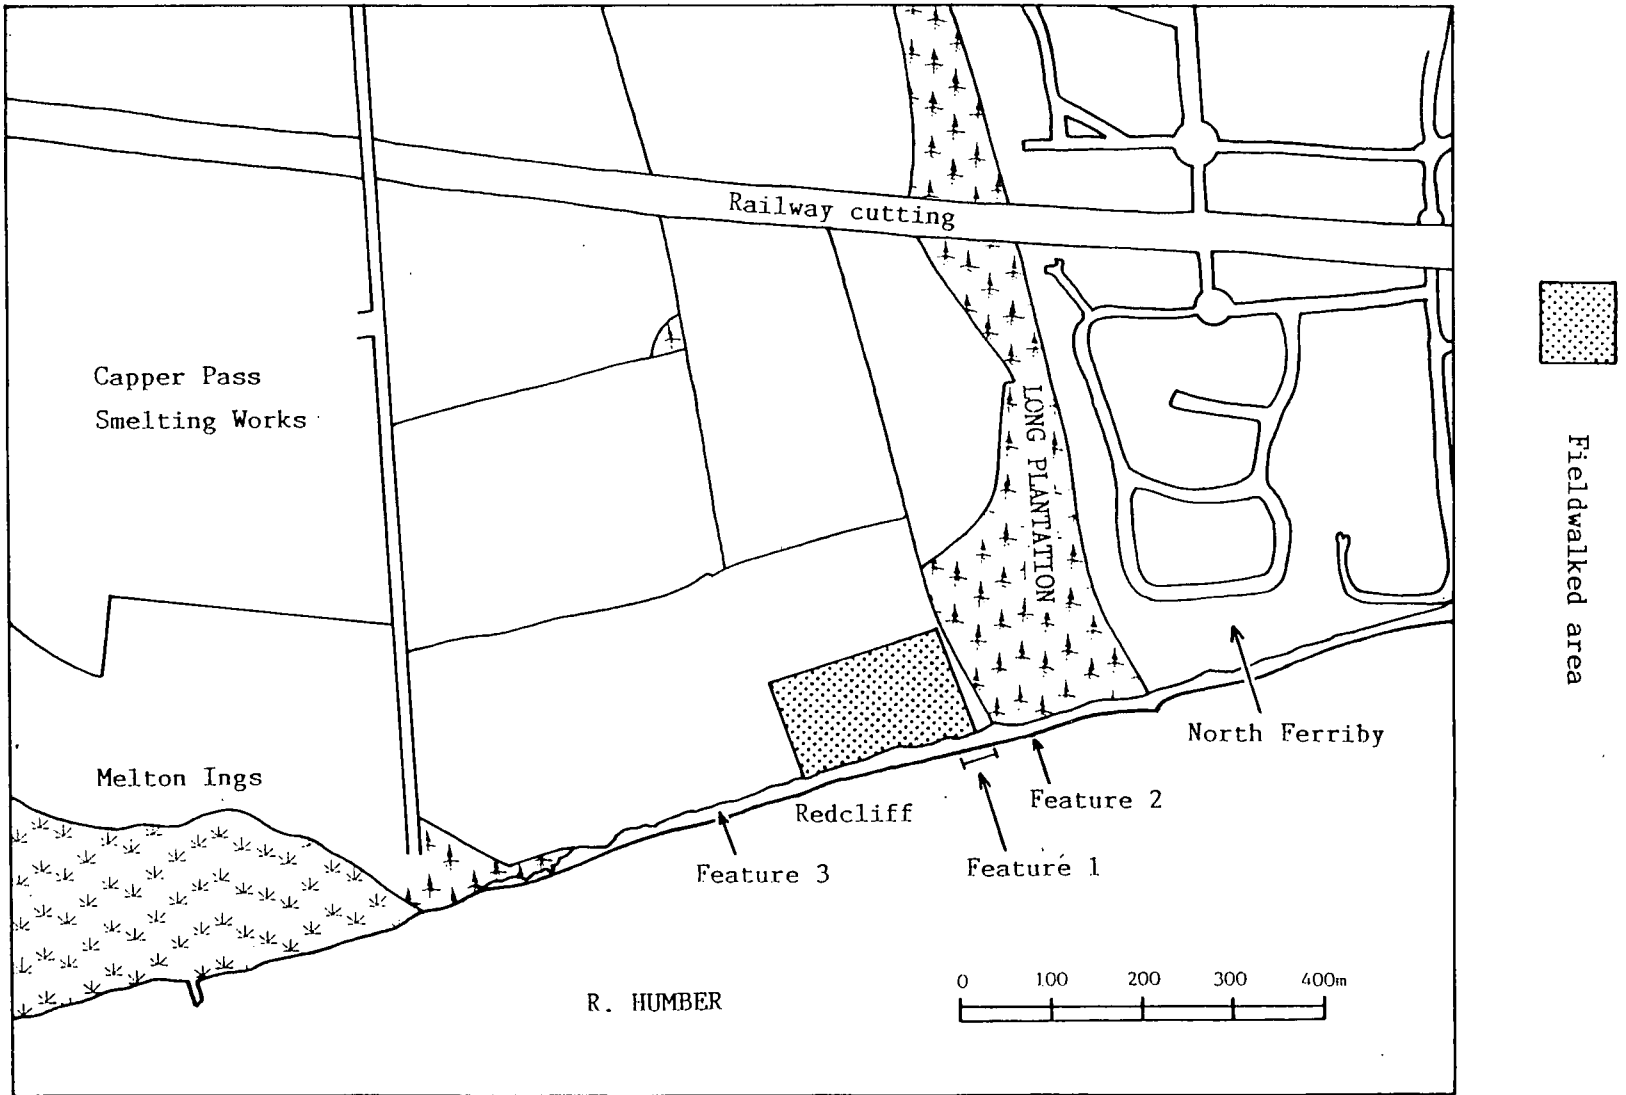 Railway cutting
Capper Pass
Smelting Works
LONG PLANTATION
Fieldwalked area
North Ferriby
Melton Ings
Feature 2
Redcliff
Feature 1
Feature 3
0 100 200 300 400m
R. HUMBER